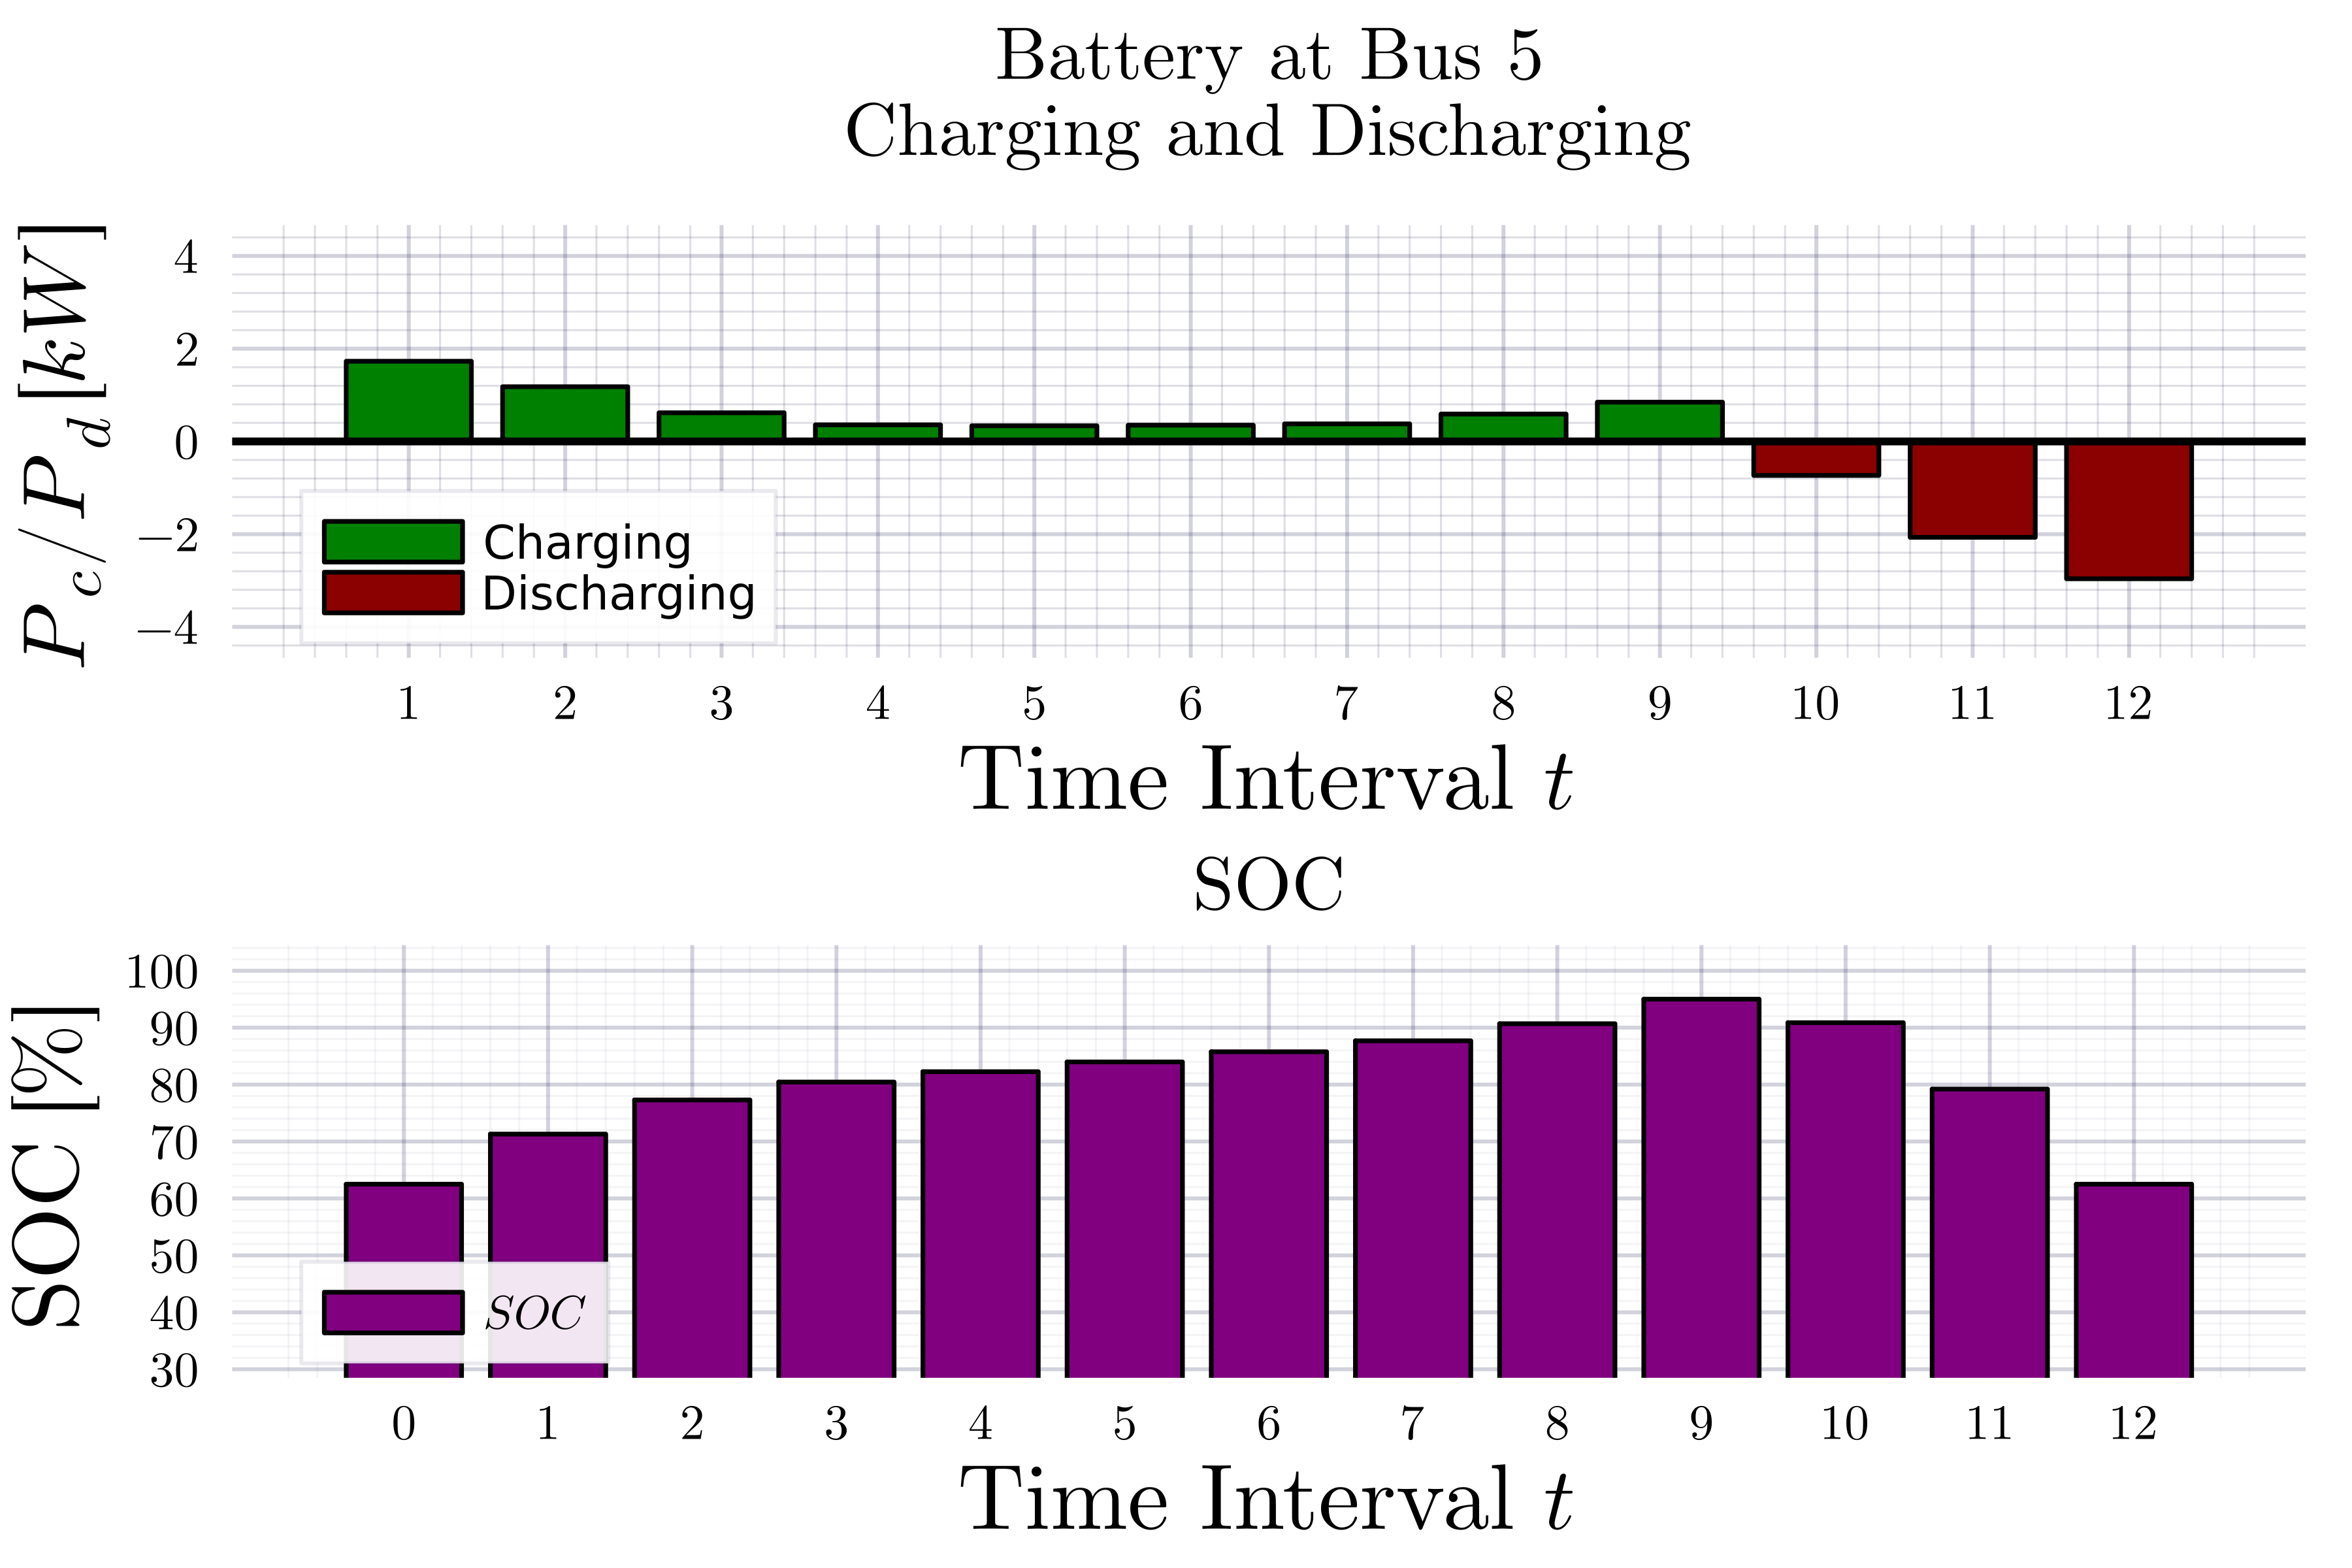 Battery at Bus 5
Charging and Discharging
P_c/P_d [kW]
4
2
0
−2
−4
Charging
Discharging
1 2 3 4 5 6 7 8 9 10 11 12
Time Interval t
SOC
SOC [%]
100
90
80
70
60
50
40
30
SOC
0 1 2 3 4 5 6 7 8 9 10 11 12
Time Interval t